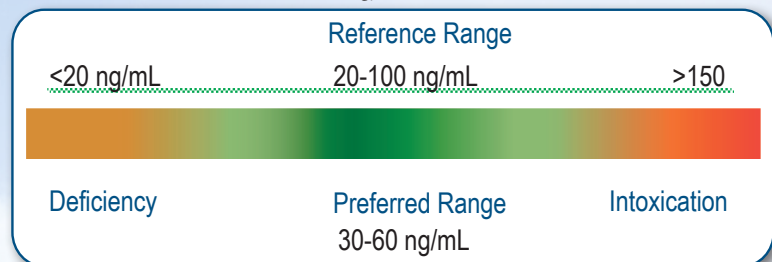 Reference Range
<20 ng/mL 20-100 ng/mL >150
Deficiency Preferred Range Intoxication
30-60 ng/mL